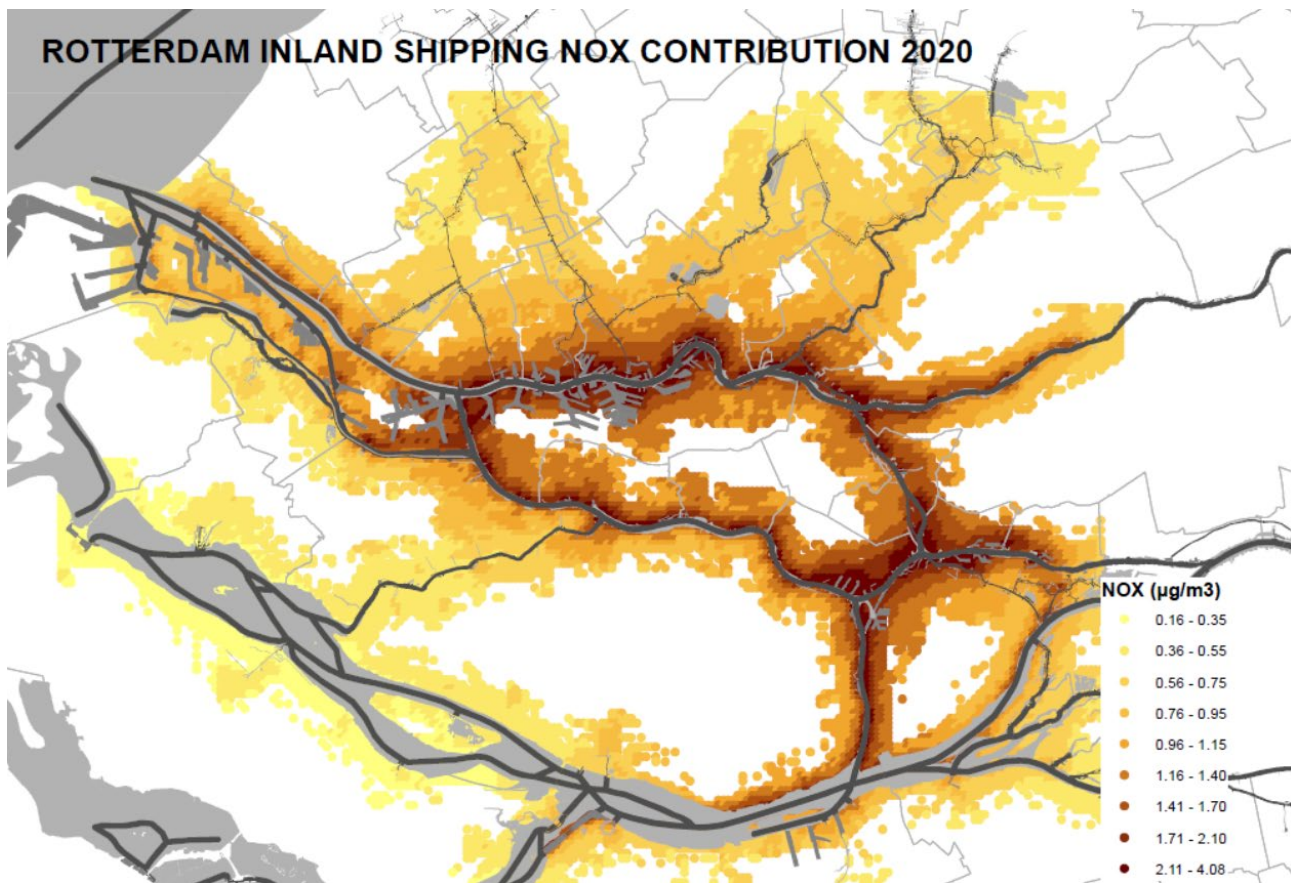 ROTTERDAM INLAND SHIPPING NOX CONTRIBUTION 2020
NOX (µg/m3)
0.16 - 0.35
0.36 - 0.55
0.56 - 0.75
0.76 - 0.95
0.96 - 1.15
1.16 - 1.40
1.41 - 1.70
1.71 - 2.10
2.11 - 4.08